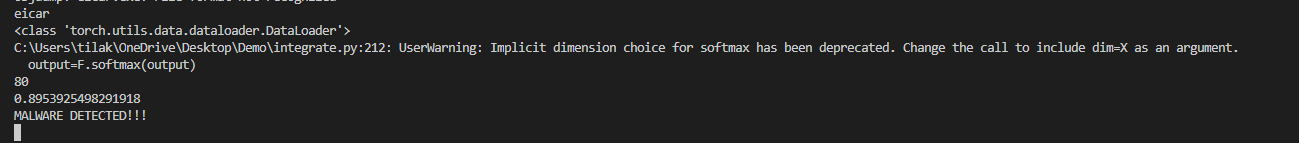 eicar
<class 'torch.utils.data.dataloader.DataLoader'>
C:\Users\tilak\OneDrive\Desktop\Demo\integrate.py:212: UserWarning: Implicit dimension choice for softmax has been deprecated. Change the call to include dim=X as an argument.
  output=F.softmax(output)
80
0.8953925498291918
MALWARE DETECTED!!!